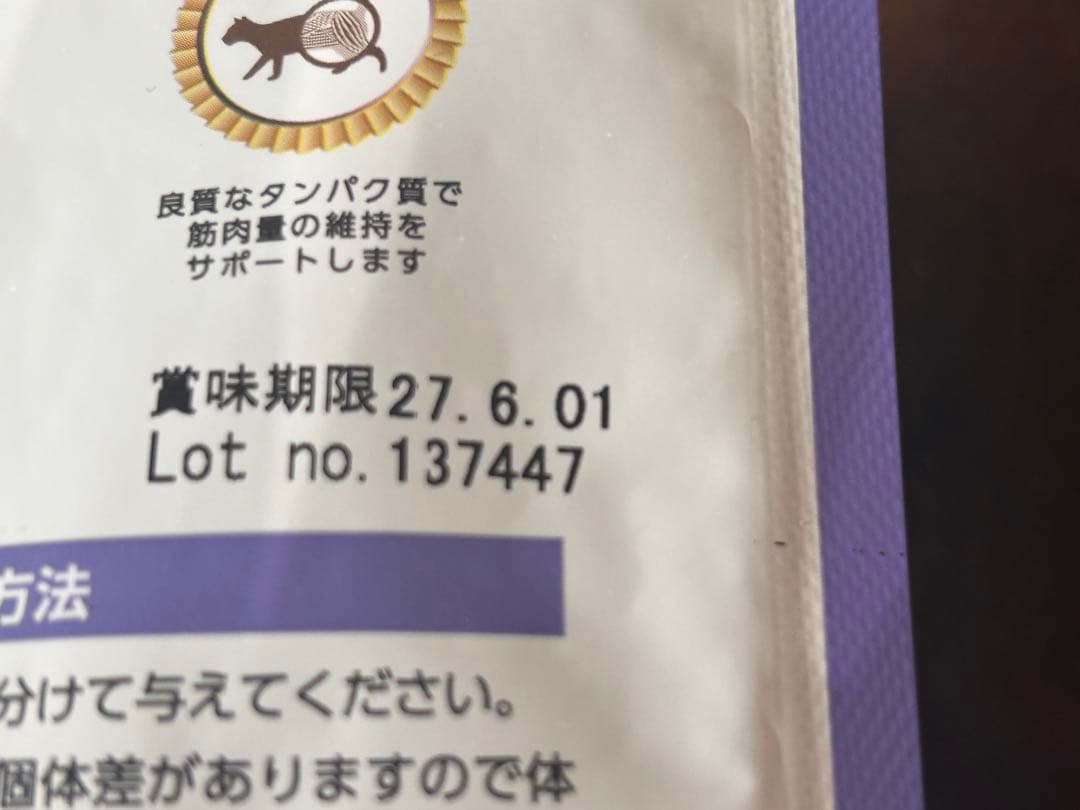 良質なタンパク質で
筋肉量の維持を
サポートします
賞味期限27.6.01
Lot no.137447
方法
分けて与えてください。
個体差がありますので体